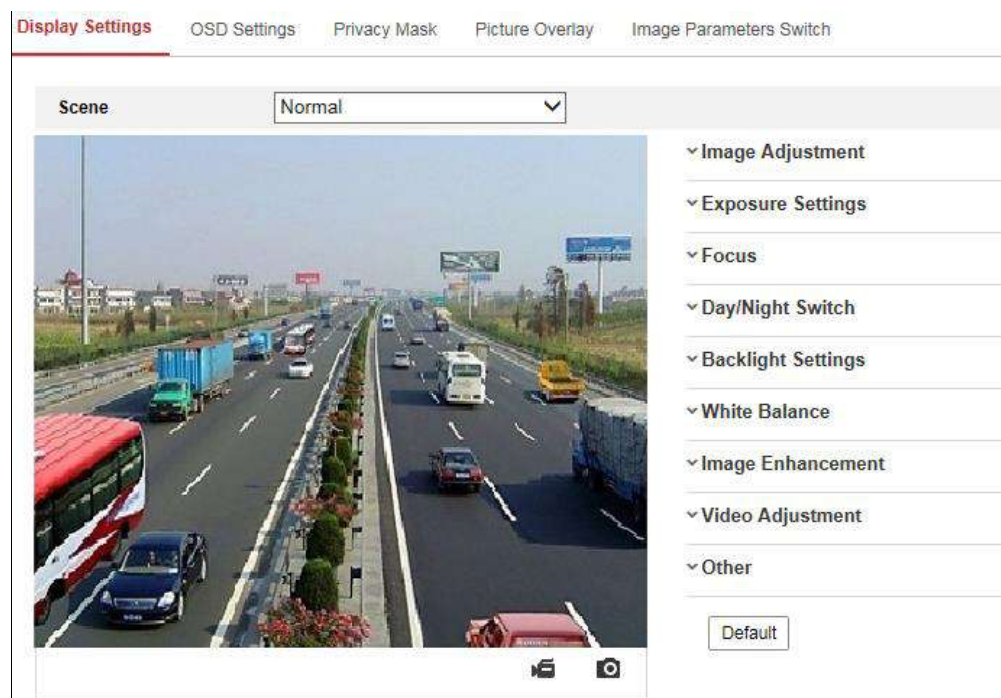 Display Settings OSD Settings Privacy Mask Picture Overlay Image Parameters Switch
Scene Normal
Image Adjustment
Exposure Settings
Focus
Day/Night Switch
Backlight Settings
White Balance
Image Enhancement
Video Adjustment
Other
Default